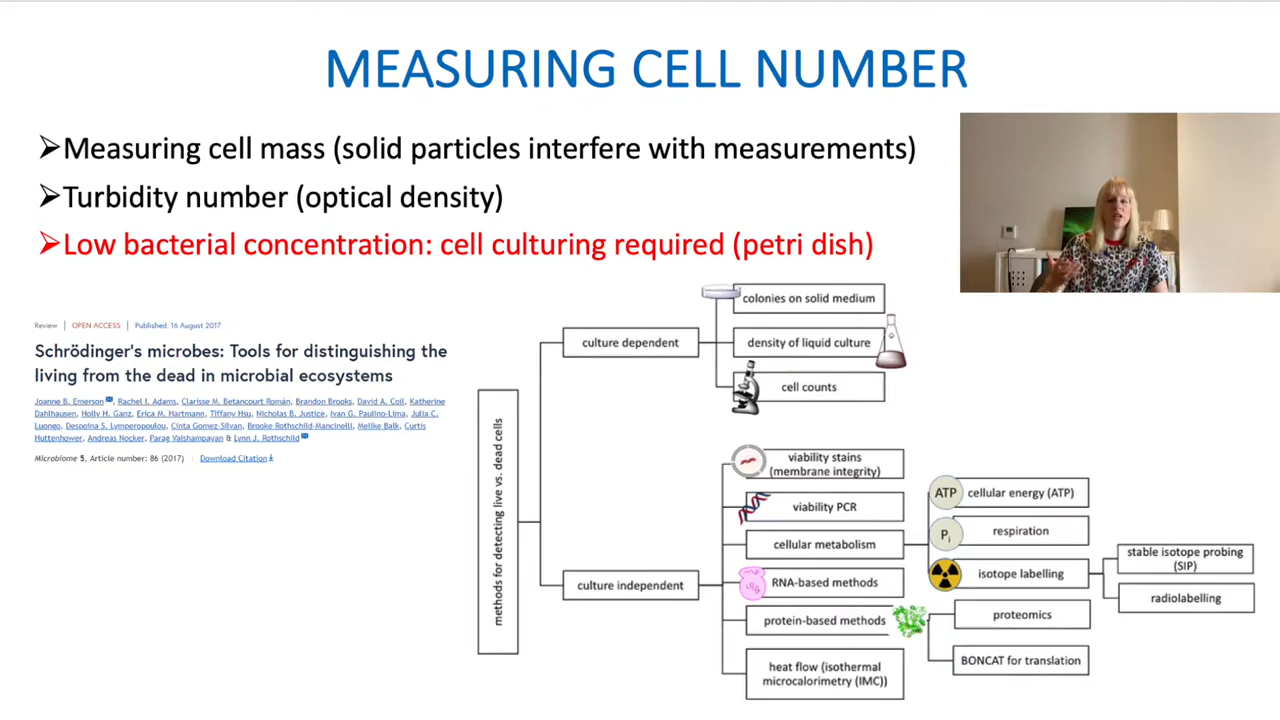 MEASURING CELL NUMBER
➢Measuring cell mass (solid particles interfere with measurements)
➢Turbidity number (optical density)
➢Low bacterial concentration: cell culturing required (petri dish)
Review | OPEN ACCESS | Published: 16 August 2017
Schrödinger's microbes: Tools for distinguishing the
living from the dead in microbial ecosystems
Joanne B. Emerson, Rachel I. Adams, Clarisse M. Betancourt Román, Brandon Brooks, David A. Coil, Katherine
Dahlhausen, Holly H. Ganz, Erica M. Hartmann, Tiffany Hsu, Nicholas B. Justice, Ivan G. Paulino-Lima, Julia C.
Luongo, Despoina S. Lymperopoulou, Cinta Gomez-Silvan, Brooke Rothschild-Mancinelli, Melike Balk, Curtis
Huttenhower, Andreas Nocker, Parag Vaishampayan & Lynn J. Rothschild
Microbiome 5, Article number: 86 (2017) | Download Citation
methods for detecting live vs. dead cells
culture dependent
colonies on solid medium
density of liquid culture
cell counts
culture independent
viability stains
(membrane integrity)
viability PCR
cellular metabolism
RNA-based methods
protein-based methods
heat flow (isothermal
microcalorimetry (IMC))
ATP
cellular energy (ATP)
Pi
respiration
isotope labelling
proteomics
BONCAT for translation
stable isotope probing
(SIP)
radiolabelling